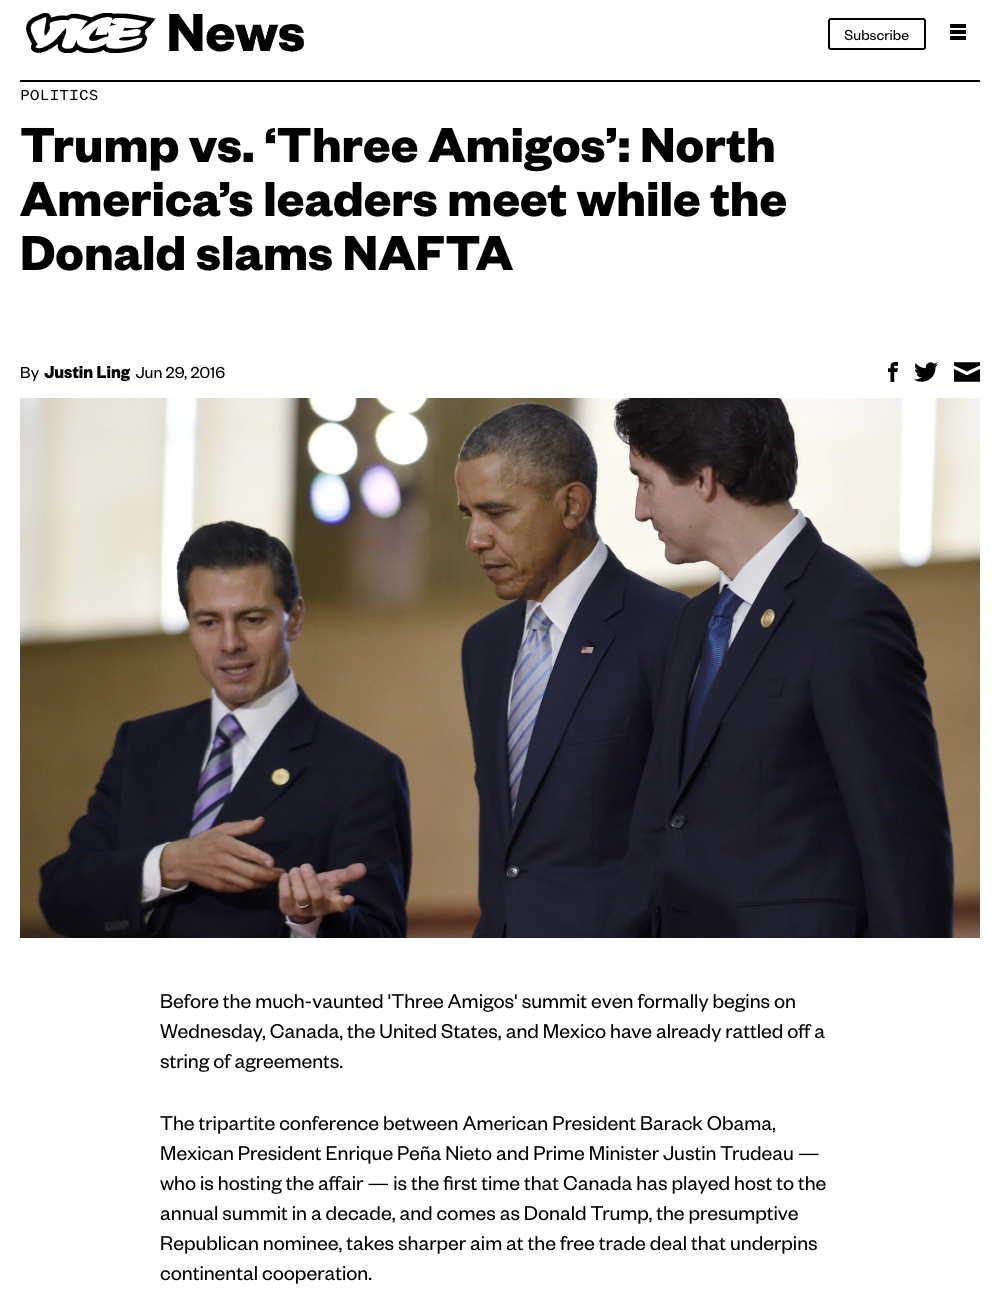 VICE News
Subscribe
POLITICS
Trump vs. ‘Three Amigos’: North
America’s leaders meet while the
Donald slams NAFTA
By Justin Ling Jun 29, 2016
Before the much-vaunted 'Three Amigos' summit even formally begins on
Wednesday, Canada, the United States, and Mexico have already rattled off a
string of agreements.
The tripartite conference between American President Barack Obama,
Mexican President Enrique Peña Nieto and Prime Minister Justin Trudeau —
who is hosting the affair — is the first time that Canada has played host to the
annual summit in a decade, and comes as Donald Trump, the presumptive
Republican nominee, takes sharper aim at the free trade deal that underpins
continental cooperation.